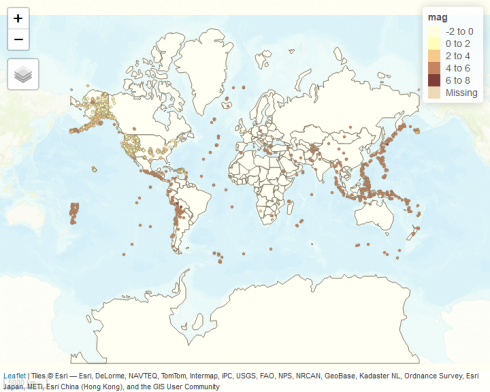 +
−
mag
-2 to 0
0 to 2
2 to 4
4 to 6
6 to 8
Missing
Leaflet | Tiles © Esri — Esri, DeLorme, NAVTEQ, TomTom, Intermap, iPC, USGS, FAO, NPS, NRCAN, GeoBase, Kadaster NL, Ordnance Survey, Esri
Japan, METI, Esri China (Hong Kong), and the GIS User Community